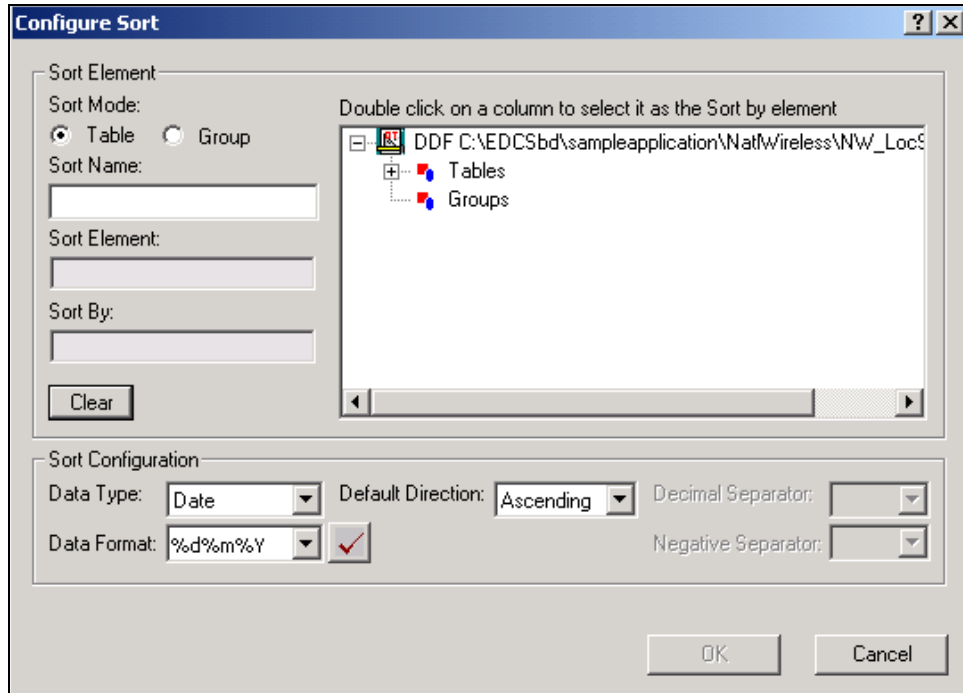 Configure Sort
Sort Element
Sort Mode:
Table Group
Sort Name:
Sort Element:
Sort By:
Clear
Double click on a column to select it as the Sort by element
DDF C:\EDCSbd\sampleapplication\NatlWireless\NW_LocS
Tables
Groups
Sort Configuration
Data Type: Date Default Direction: Ascending Decimal Separator:
Data Format: %d%m%Y Negative Separator:
OK Cancel